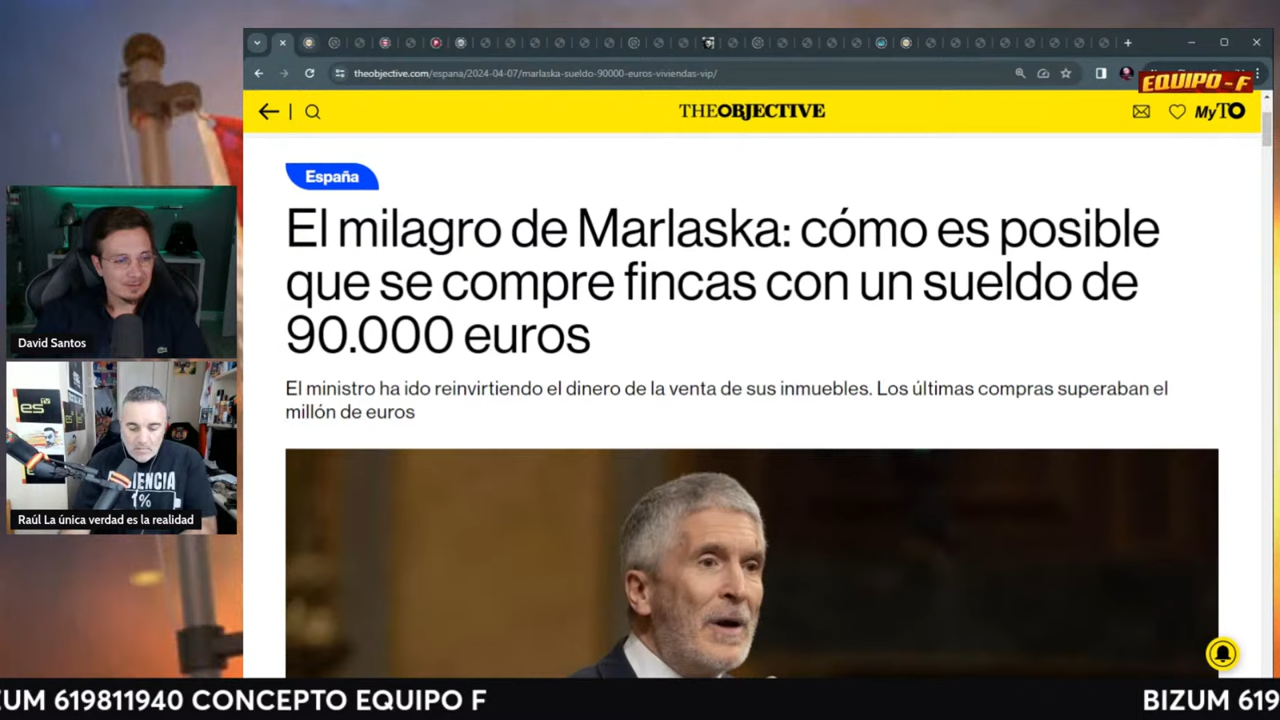 theobjective.com/espana/2024-04-07/marlaska-sueldo-90000-euros-viviendas-vip/
EQUIPO-F
THEOBJECTIVE
MyTO
España
El milagro de Marlaska: cómo es posible
que se compre fincas con un sueldo de
90.000 euros
El ministro ha ido reinvirtiendo el dinero de la venta de sus inmuebles. Los últimas compras superaban el
millón de euros
David Santos
es
IENCIA
1%
Raúl La única verdad es la realidad
ZUM 619811940 CONCEPTO EQUIPO F
BIZUM 619